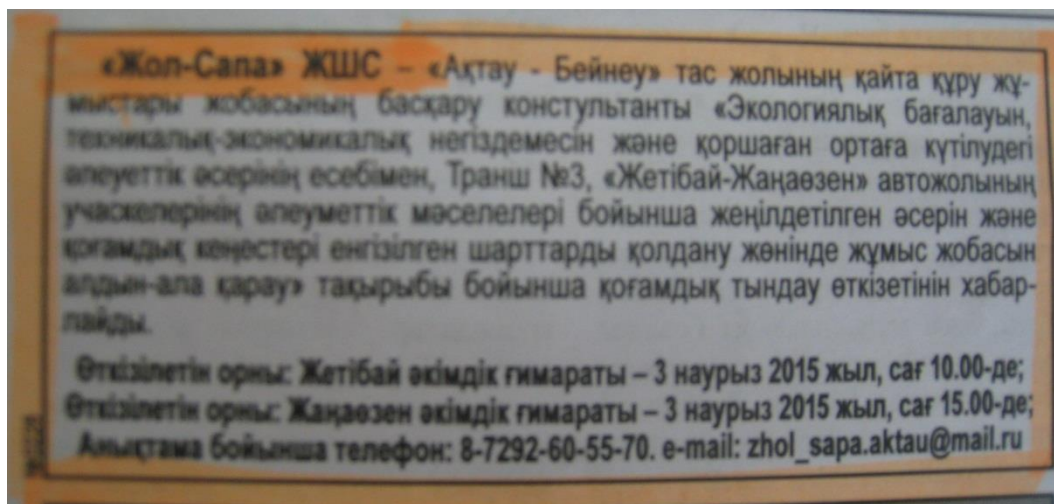 «Жол-Сапа» ЖШС – «Ақтау - Бейнеу» тас жолының қайта құру жұ-
мыстары жобасының басқару констультанты «Экологиялық бағалауын,
техникалық-экономикалық негіздемесін және қоршаған ортаға күтілудегі
әлеуеттік әсерінің есебімен, Транш №3, «Жетібай-Жаңаөзен» автожолының
учаскелерінің әлеуметтік мәселелері бойынша жеңілдетілген әсерін және
қоғамдық кеңестері енгізілген шарттарды қолдану жөнінде жұмыс жобасын
алдын-ала қарау» тақырыбы бойынша қоғамдық тыңдау өткізетінін хабар-
лайды.
Өткізілетін орны: Жетібай әкімдік ғимараты – 3 наурыз 2015 жыл, сағ 10.00-де;
Өткізілетін орны: Жаңаөзен әкімдік ғимараты – 3 наурыз 2015 жыл, сағ 15.00-де;
Анықтама бойынша телефон: 8-7292-60-55-70. e-mail: zhol_sapa.aktau@mail.ru